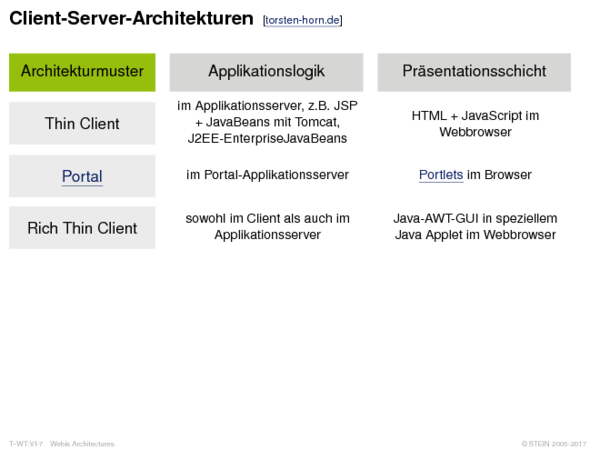 Client-Server-Architekturen [torsten-horn.de]
Architekturmuster Applikationslogik Präsentationsschicht
Thin Client
im Applikationsserver, z.B. JSP
+ JavaBeans mit Tomcat,
J2EE-EnterpriseJavaBeans
HTML + JavaScript im
Webbrowser
Portal
im Portal-Applikationsserver
Portlets im Browser
Rich Thin Client
sowohl im Client als auch im
Applikationsserver
Java-AWT-GUI in speziellem
Java Applet im Webbrowser
T–WT:VI-7 Webis Architectures
© STEIN 2005-2017